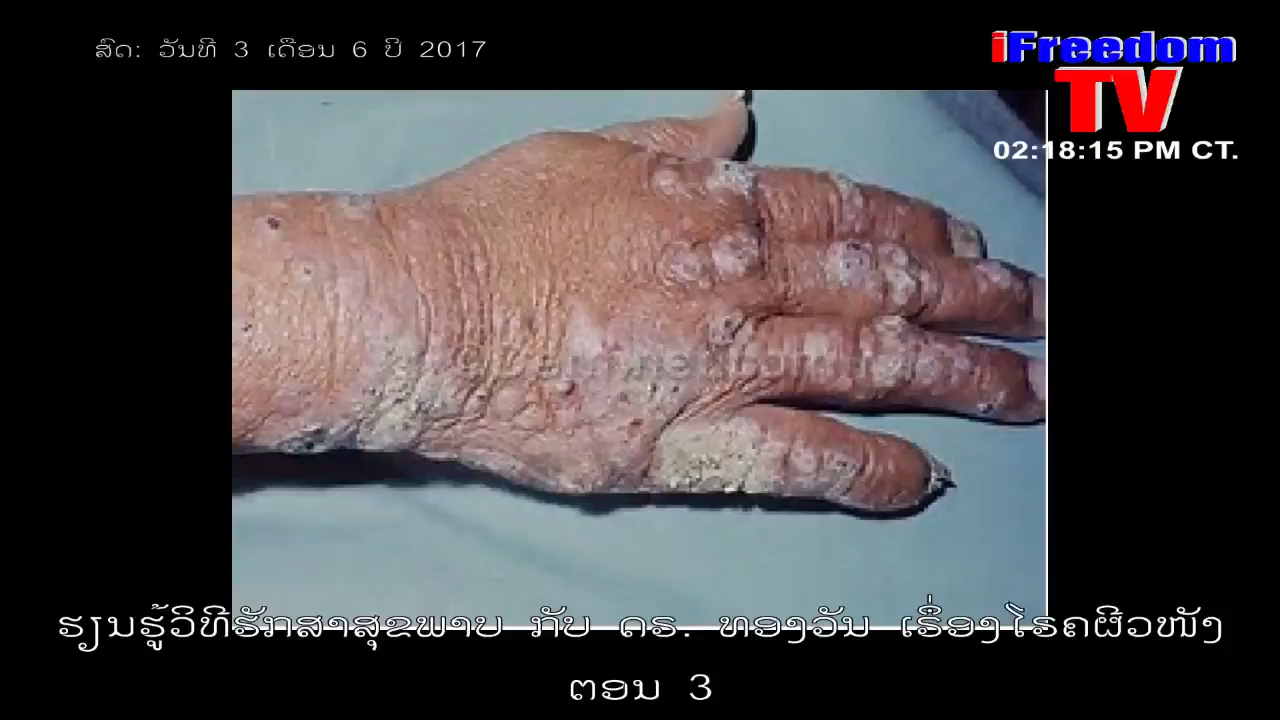 ສົດ: ວັນທີ 3 ເດືອນ 6 ປີ 2017
iFreedom
TV
02:18:15 PM CT.
ຮຽນຮູ້ວິທີຮັກສາສຸຂພາບ ກັບ ດຣ. ທອງວັນ ເຣຶ່ອງໂຣຄຜີວໜັງ
ຕອນ 3